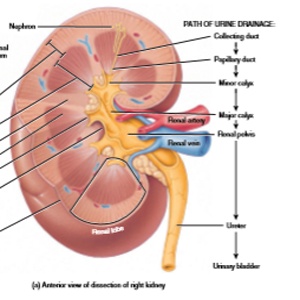 Nephron
PATH OF URINE DRAINAGE:
Collecting duct
Papillary duct
Minor calyx
Major calyx
Renal artery
Renal pelvis
Renal vein
Renal lobe
Ureter
Urinary bladder
(a) Anterior view of dissection of right kidney